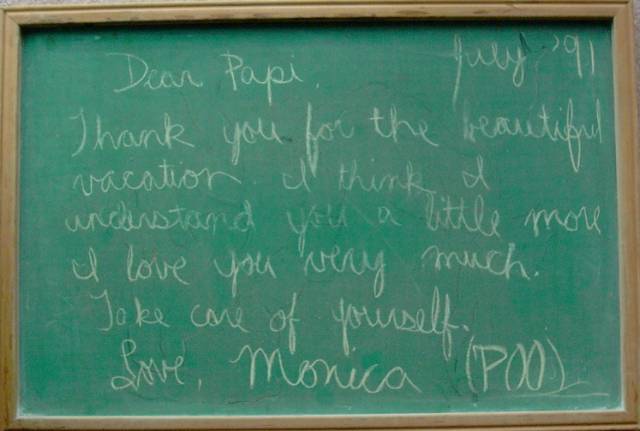 July '91
Dear Papi,
Thank you for the beautiful
vacation. I think I
understand you a little more
I love you very much.
Take care of yourself.
Love, Monica (POO)